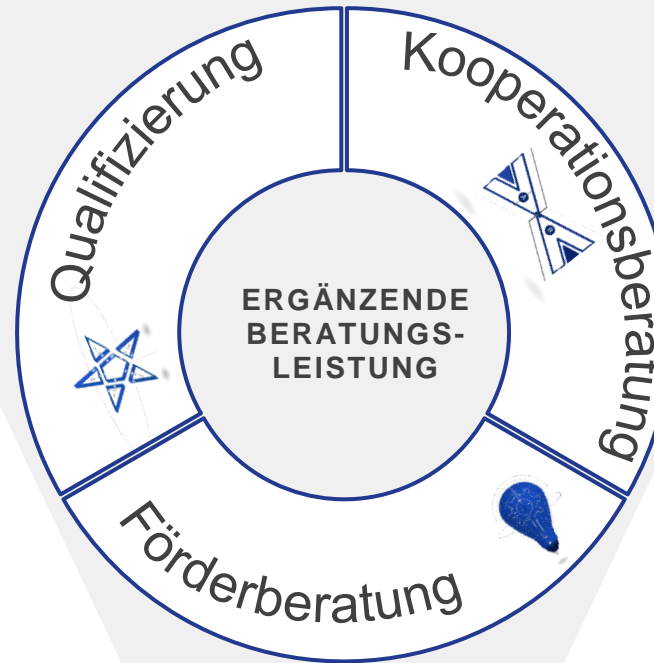 Qualifizierung
Kooperationsberatung
ERGÄNZENDE
BERATUNGS-
LEISTUNG
Förderberatung